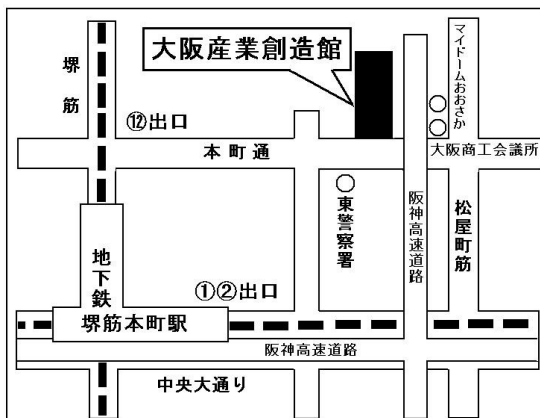 大阪産業創造館
堺筋
⑫出口
マイドームおおさか
本町通
大阪商工会議所
東警察署
阪神高速道路
松屋町筋
地下鉄
①②出口
堺筋本町駅
阪神高速道路
中央大通り